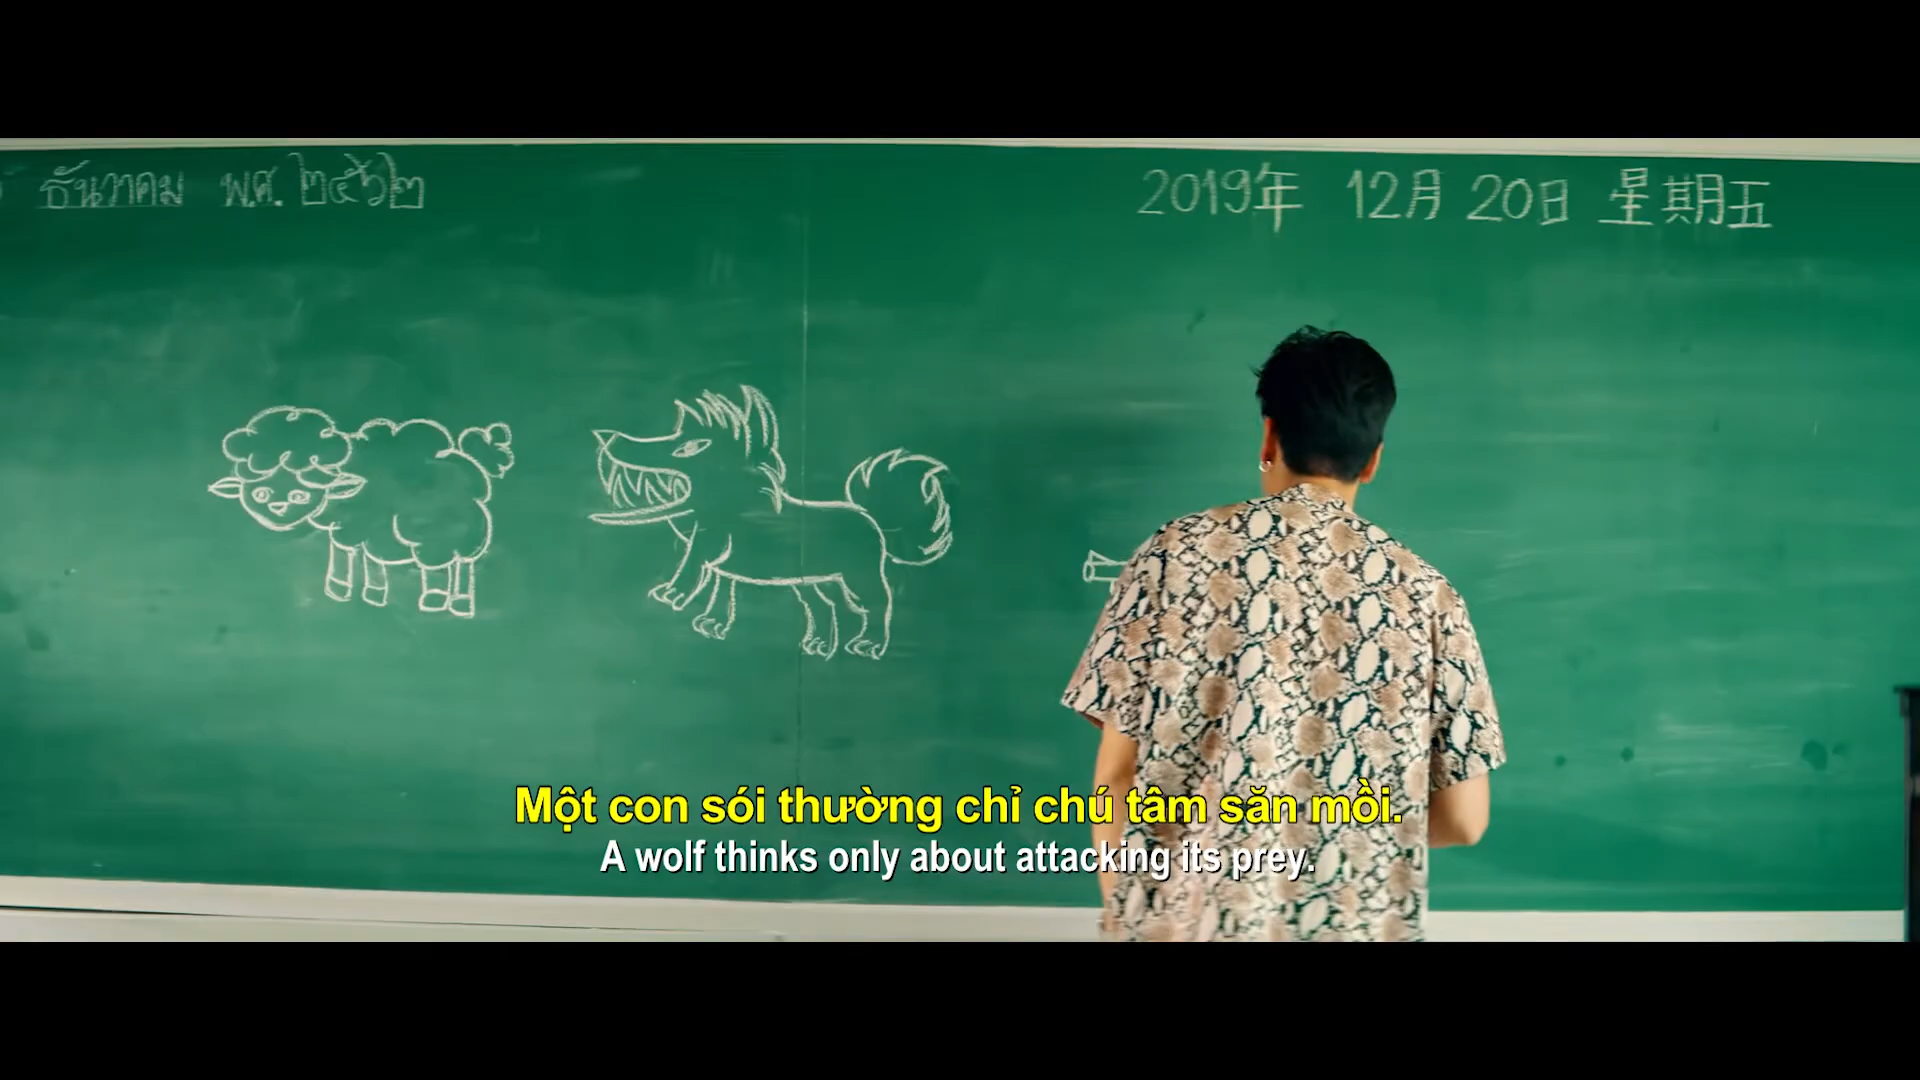 ธันวาคม พ.ศ. ๒๕๖๒
2019年 12月 20日 星期五
Một con sói thường chỉ chú tâm săn mồi.
A wolf thinks only about attacking its prey.